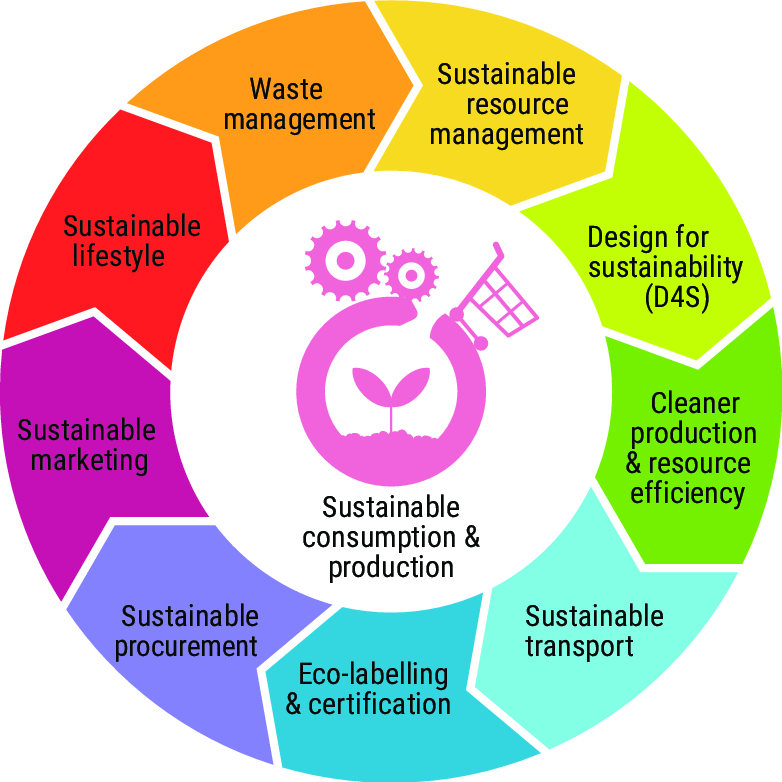 Sustainable
resource
management
Design for
sustainability
(D4S)
Cleaner
production
& resource
efficiency
Sustainable
transport
Eco-labelling
& certification
Sustainable
procurement
Sustainable
marketing
Sustainable
lifestyle
Waste
management
Sustainable
consumption &
production